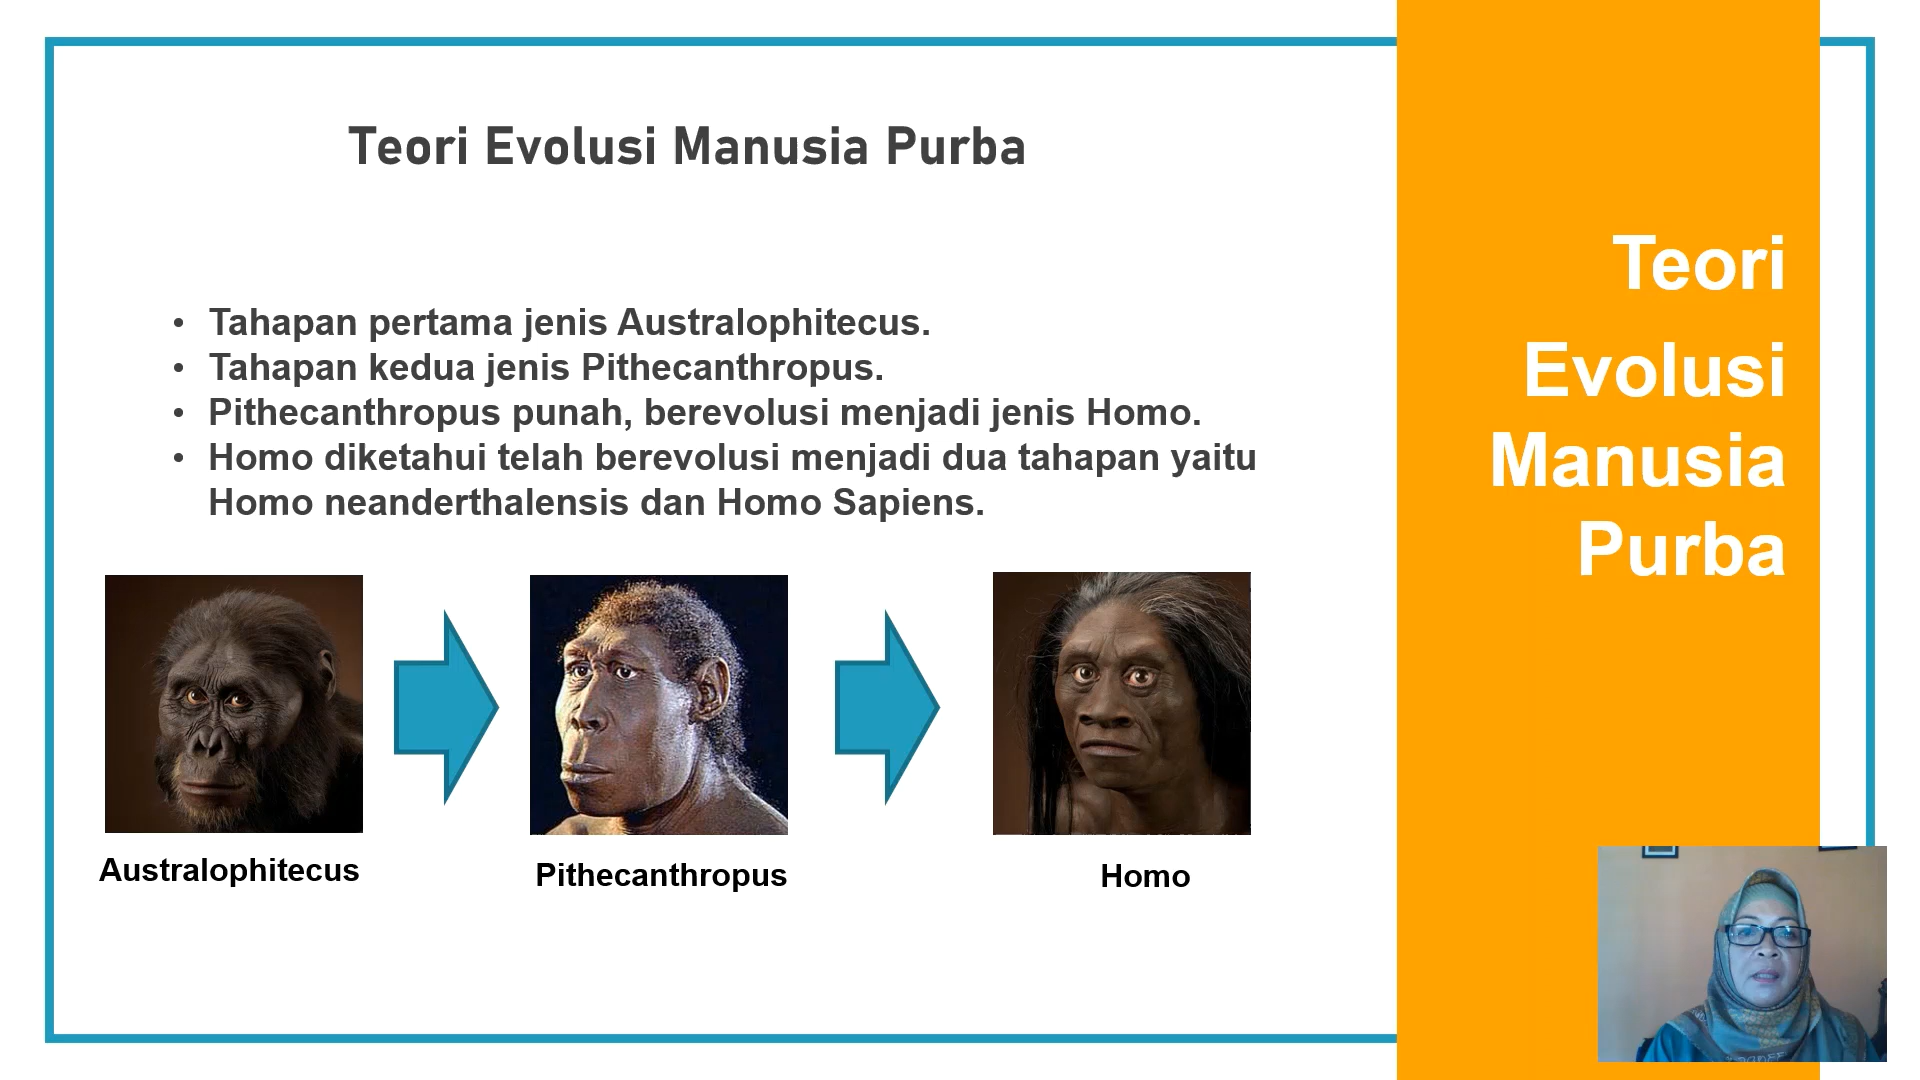 Teori Evolusi Manusia Purba
• Tahapan pertama jenis Australophitecus.
• Tahapan kedua jenis Pithecanthropus.
• Pithecanthropus punah, berevolusi menjadi jenis Homo.
• Homo diketahui telah berevolusi menjadi dua tahapan yaitu
Homo neanderthalensis dan Homo Sapiens.
Australophitecus
Pithecanthropus
Homo
Teori
Evolusi
Manusia
Purba